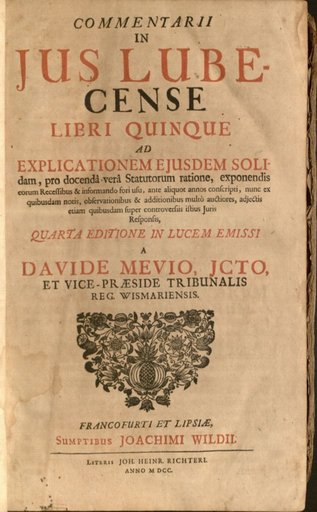 COMMENTARII
IN
JUS LUBE-
CENSE
LIBRI QUINQUE
AD
EXPLICATIONEM EJUSDEM SOLI-
dam, pro docendâ verâ Statutorum ratione, exponendis
eorum Recessibus & informando fori usu, ante aliquot annos conscripti, nunc ex
quibusdam notis, observationibus & additionibus multò auctiores, adjectis
etiam quibusdam super controversiis istius Juris
Responsis,
QUARTA EDITIONE IN LUCEM EMISSI
A
DAVIDE MEVIO, JCTO,
ET VICE-PRÆSIDE TRIBUNALIS
REG. WISMARIENSIS.
FRANCOFURTI ET LIPSIÆ,
SUMPTIBUS JOACHIMI WILDII.
LITERIS JOH. HEINR. RICHTERI.
ANNO M DCC.